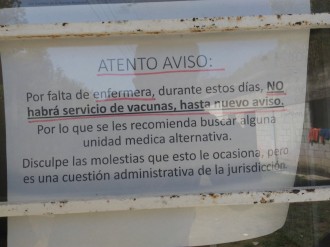 ATENTO AVISO:
Por falta de enfermera, durante estos días, NO
habrá servicio de vacunas, hasta nuevo aviso.
Por lo que se les recomienda buscar alguna
unidad medica alternativa.
Disculpe las molestias que esto le ocasiona, pero
es una cuestión administrativa de la jurisdicción.